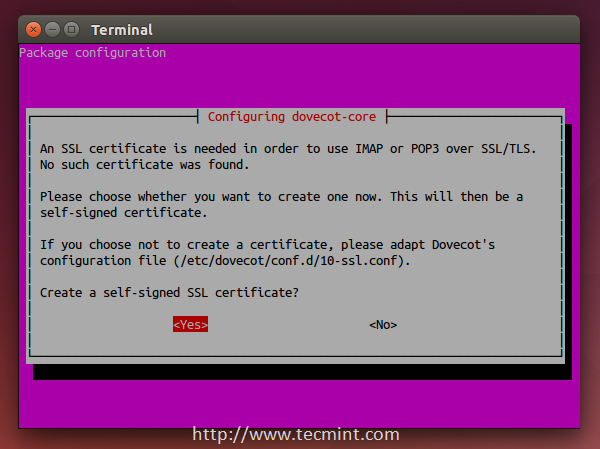 Terminal
Package configuration
Configuring dovecot-core
An SSL certificate is needed in order to use IMAP or POP3 over SSL/TLS.
No such certificate was found.
Please choose whether you want to create one now. This will then be a
self-signed certificate.
If you choose not to create a certificate, please adapt Dovecot's
configuration file (/etc/dovecot/conf.d/10-ssl.conf).
Create a self-signed SSL certificate?
<Yes> <No>
http://www.tecmint.com